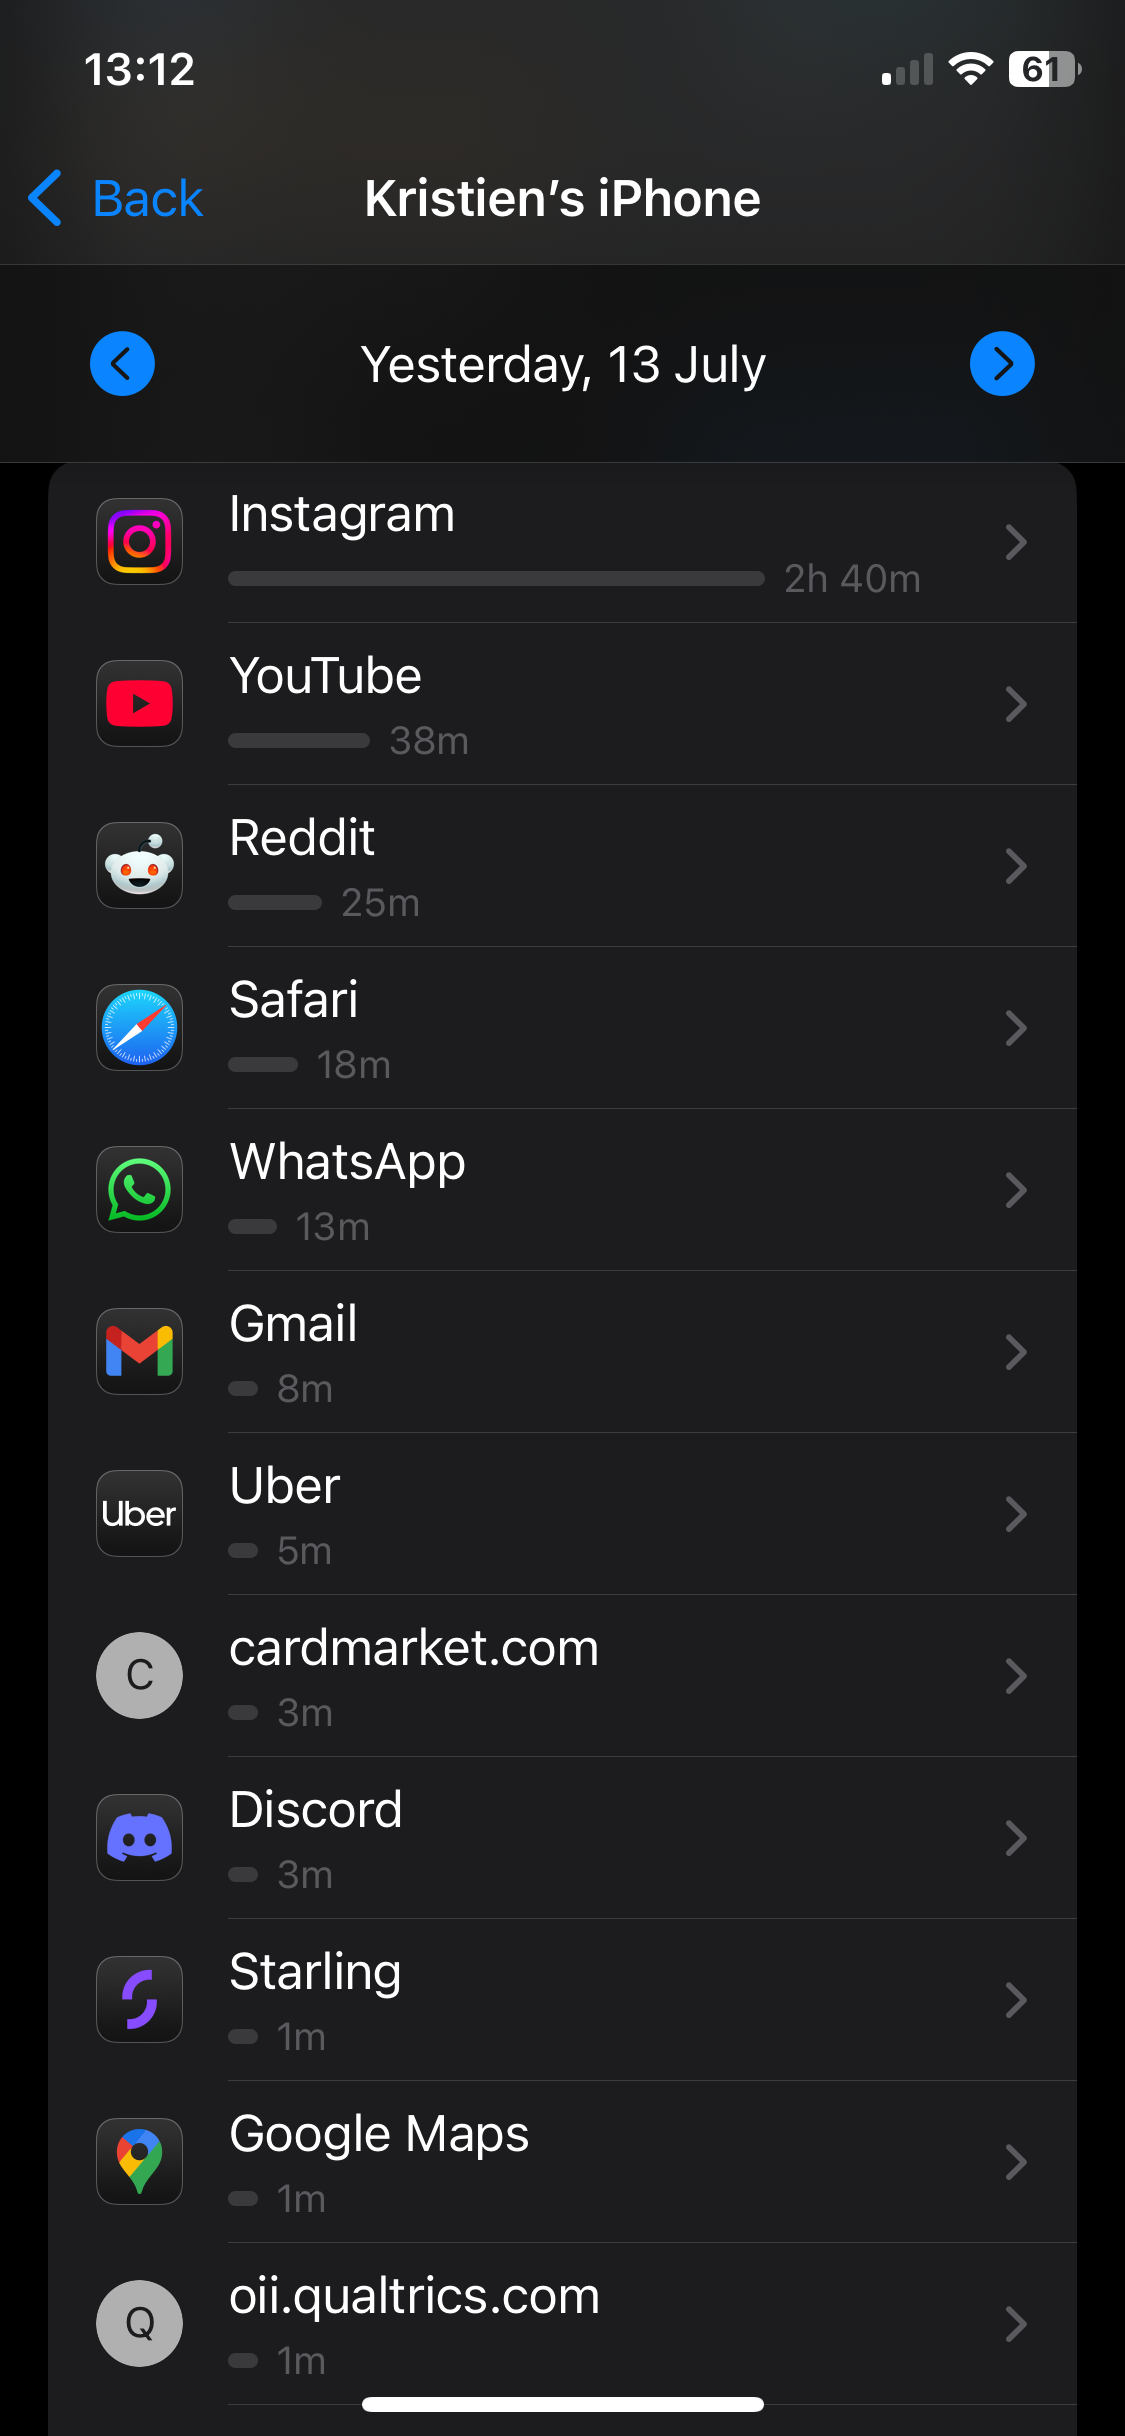 13:12
61
Back
Kristien's iPhone
Yesterday, 13 July
Instagram
2h 40m
YouTube
38m
Reddit
25m
Safari
18m
WhatsApp
13m
Gmail
8m
Uber
Uber
5m
C
cardmarket.com
3m
Discord
3m
Starling
1m
Google Maps
1m
Q
oii.qualtrics.com
1m